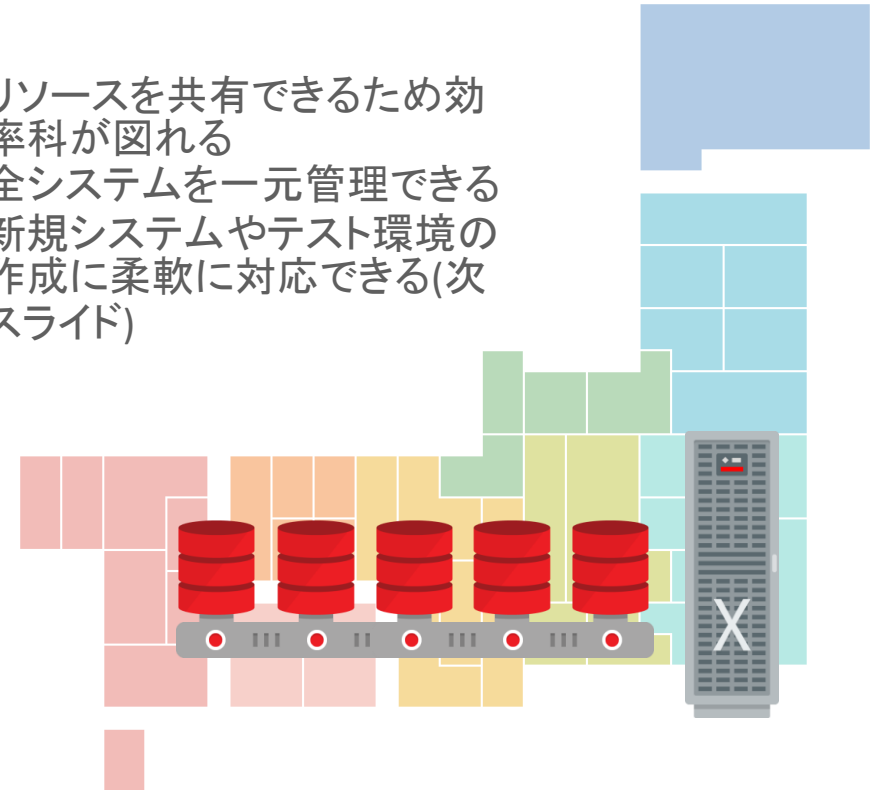 リソースを共有できるため効
率科が図れる
全システムを一元管理できる
新規システムやテスト環境の
作成に柔軟に対応できる(次
スライド)
X